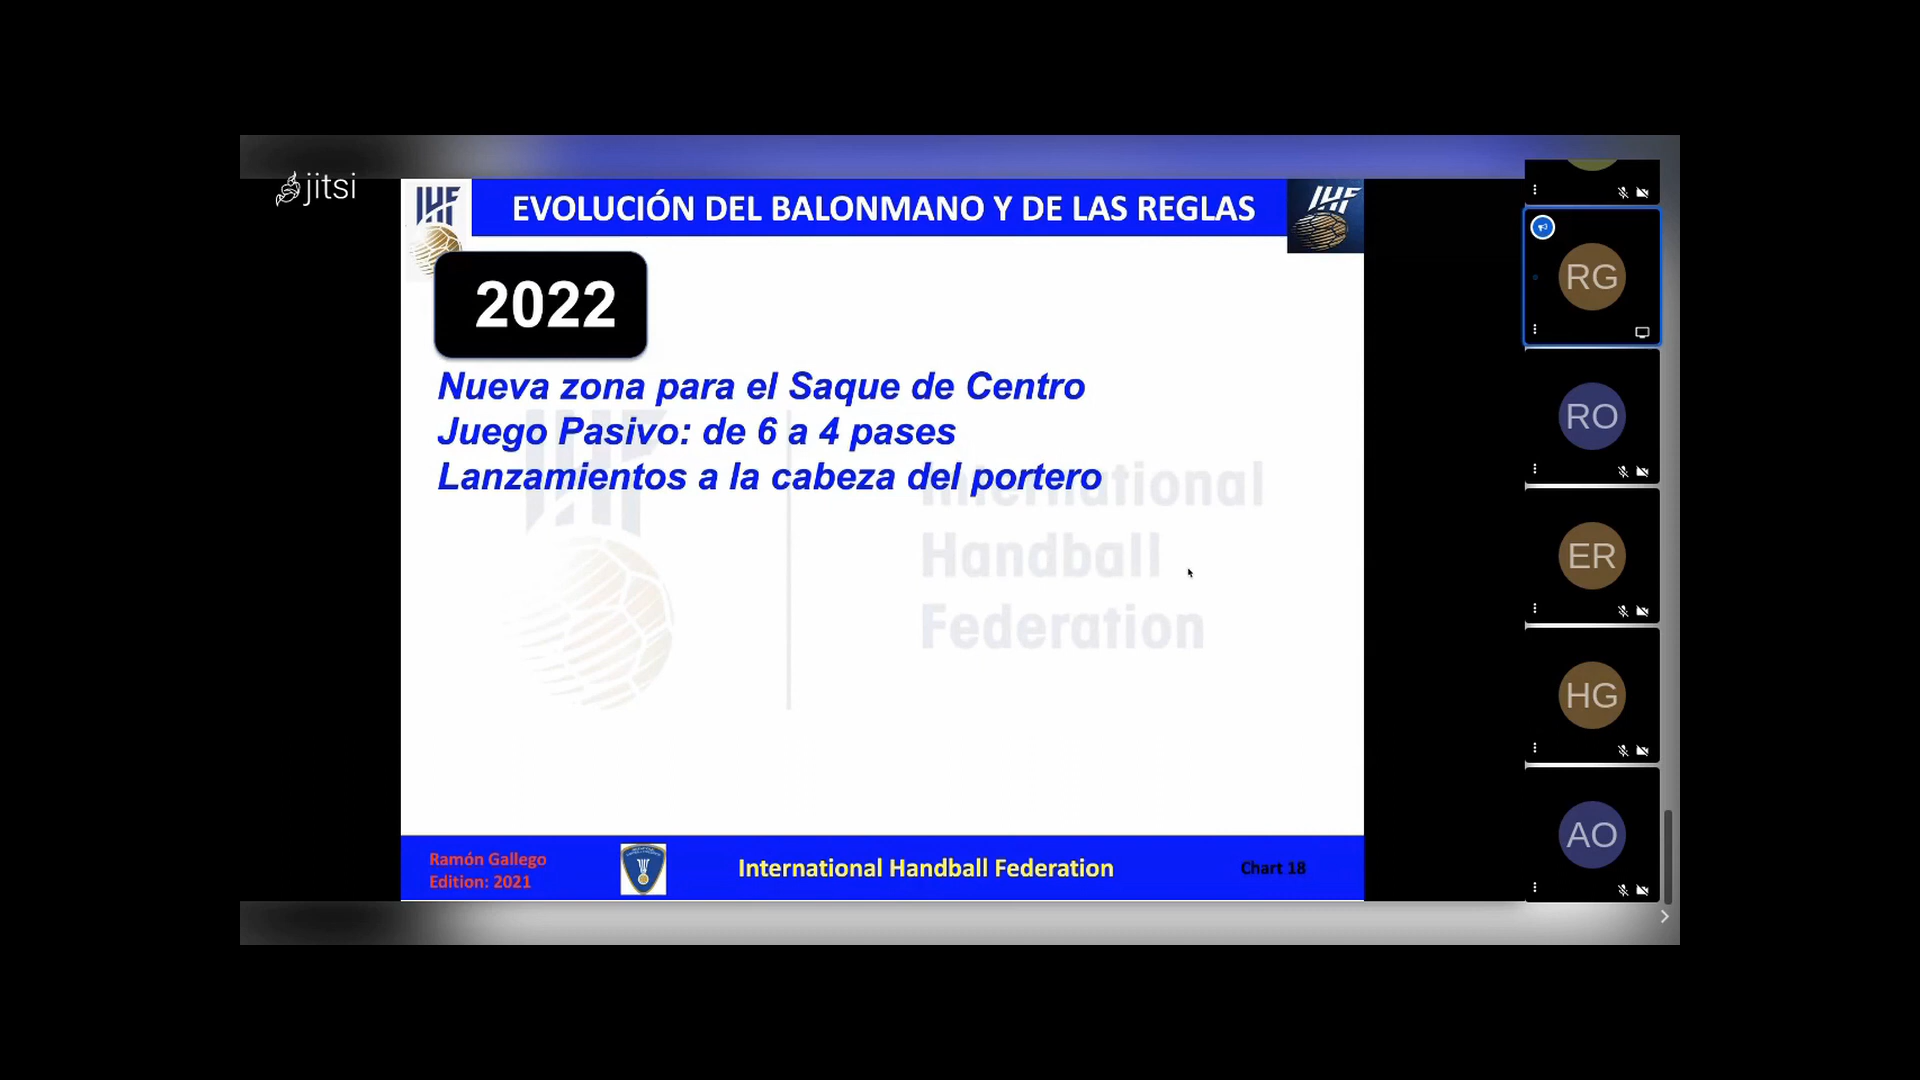 jitsi
IHF
EVOLUCIÓN DEL BALONMANO Y DE LAS REGLAS
IHF
2022
Nueva zona para el Saque de Centro
Juego Pasivo: de 6 a 4 pases
Lanzamientos a la cabeza del portero
International
Handball
Federation
Ramón Gallego
Edition: 2021
International Handball Federation
Chart 18
RG
RO
ER
HG
AO